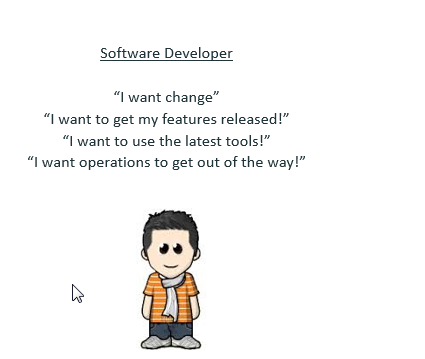 Software Developer
“I want change”
“I want to get my features released!”
“I want to use the latest tools!”
“I want operations to get out of the way!”